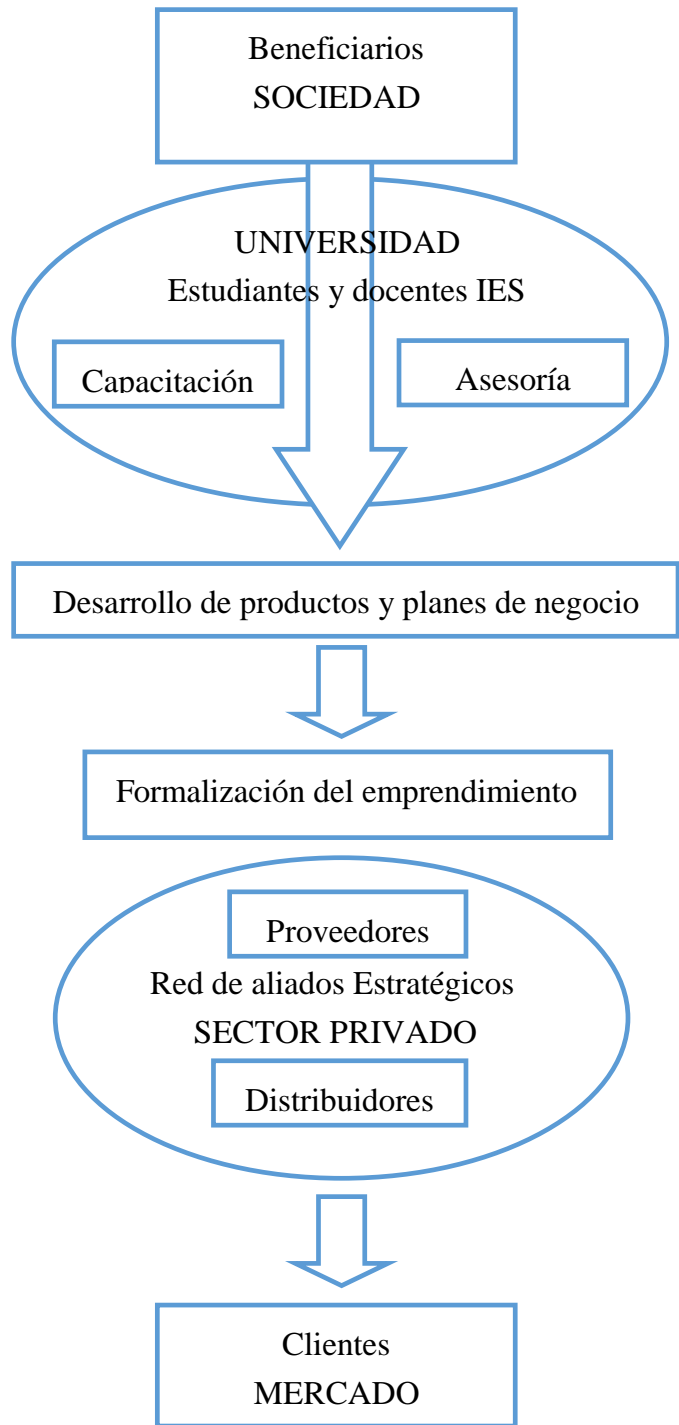 Beneficiarios
SOCIEDAD
UNIVERSIDAD
Estudiantes y docentes IES
Capacitación
Asesoría
Desarrollo de productos y planes de negocio
Formalización del emprendimiento
Proveedores
Red de aliados Estratégicos
SECTOR PRIVADO
Distribuidores
Clientes
MERCADO